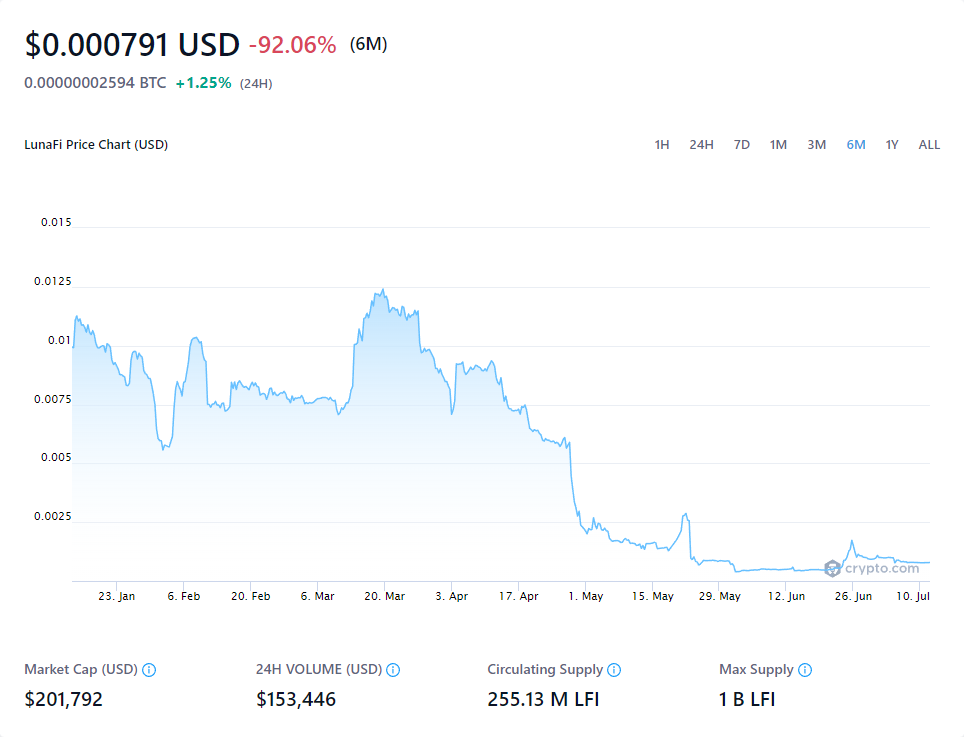 $0.000791 USD -92.06% (6M)
0.00000002594 BTC +1.25% (24H)
LunaFi Price Chart (USD) 1H 24H 7D 1M 3M 6M 1Y ALL
0.015
0.0125
0.01
0.0075
0.005
0.0025
crypto.com
23. Jan 6. Feb 20. Feb 6. Mar 20. Mar 3. Apr 17. Apr 1. May 15. May 29. May 12. Jun 26. Jun 10. Jul
Market Cap (USD) 24H VOLUME (USD) Circulating Supply Max Supply
$201,792 $153,446 255.13 M LFI 1 B LFI